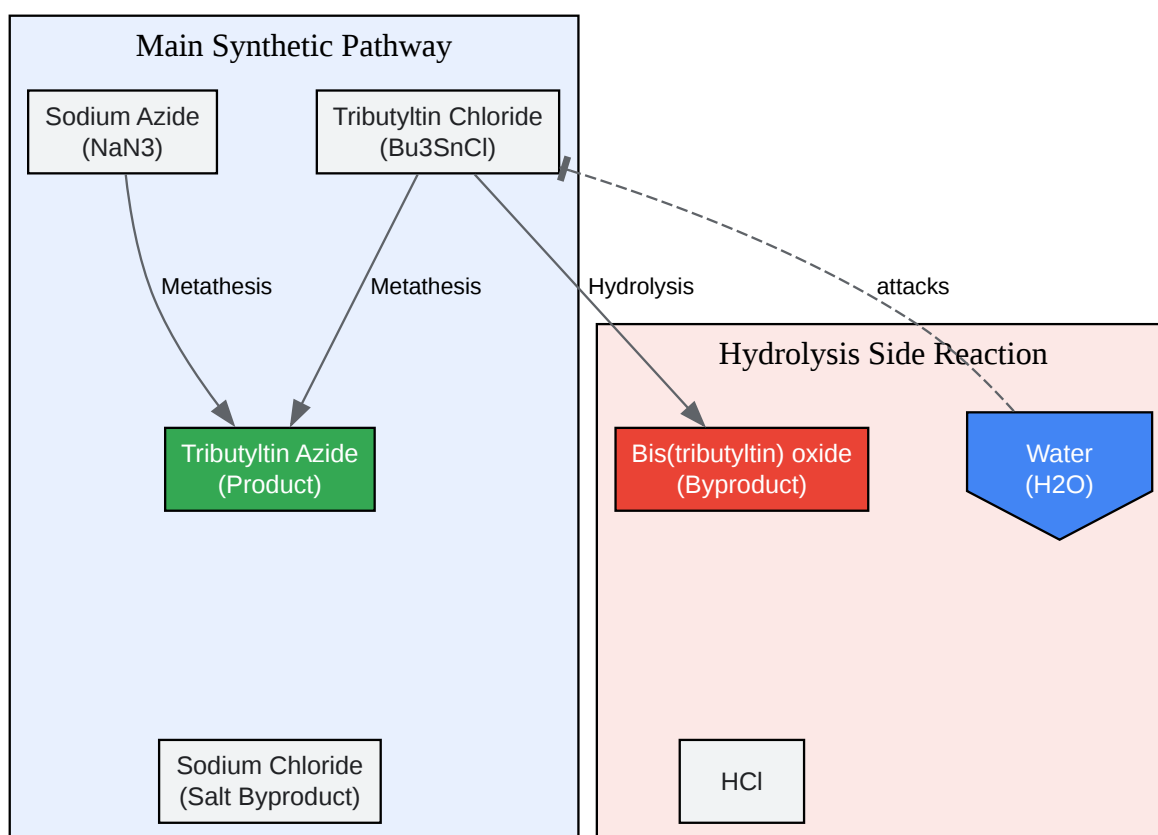 Main Synthetic Pathway
Sodium Azide
(NaN3)
Tributyltin Chloride
(Bu3SnCl)
Metathesis
Metathesis
Hydrolysis
attacks
Hydrolysis Side Reaction
Tributyltin Azide
(Product)
Bis(tributyltin) oxide
(Byproduct)
Water
(H2O)
Sodium Chloride
(Salt Byproduct)
HCl